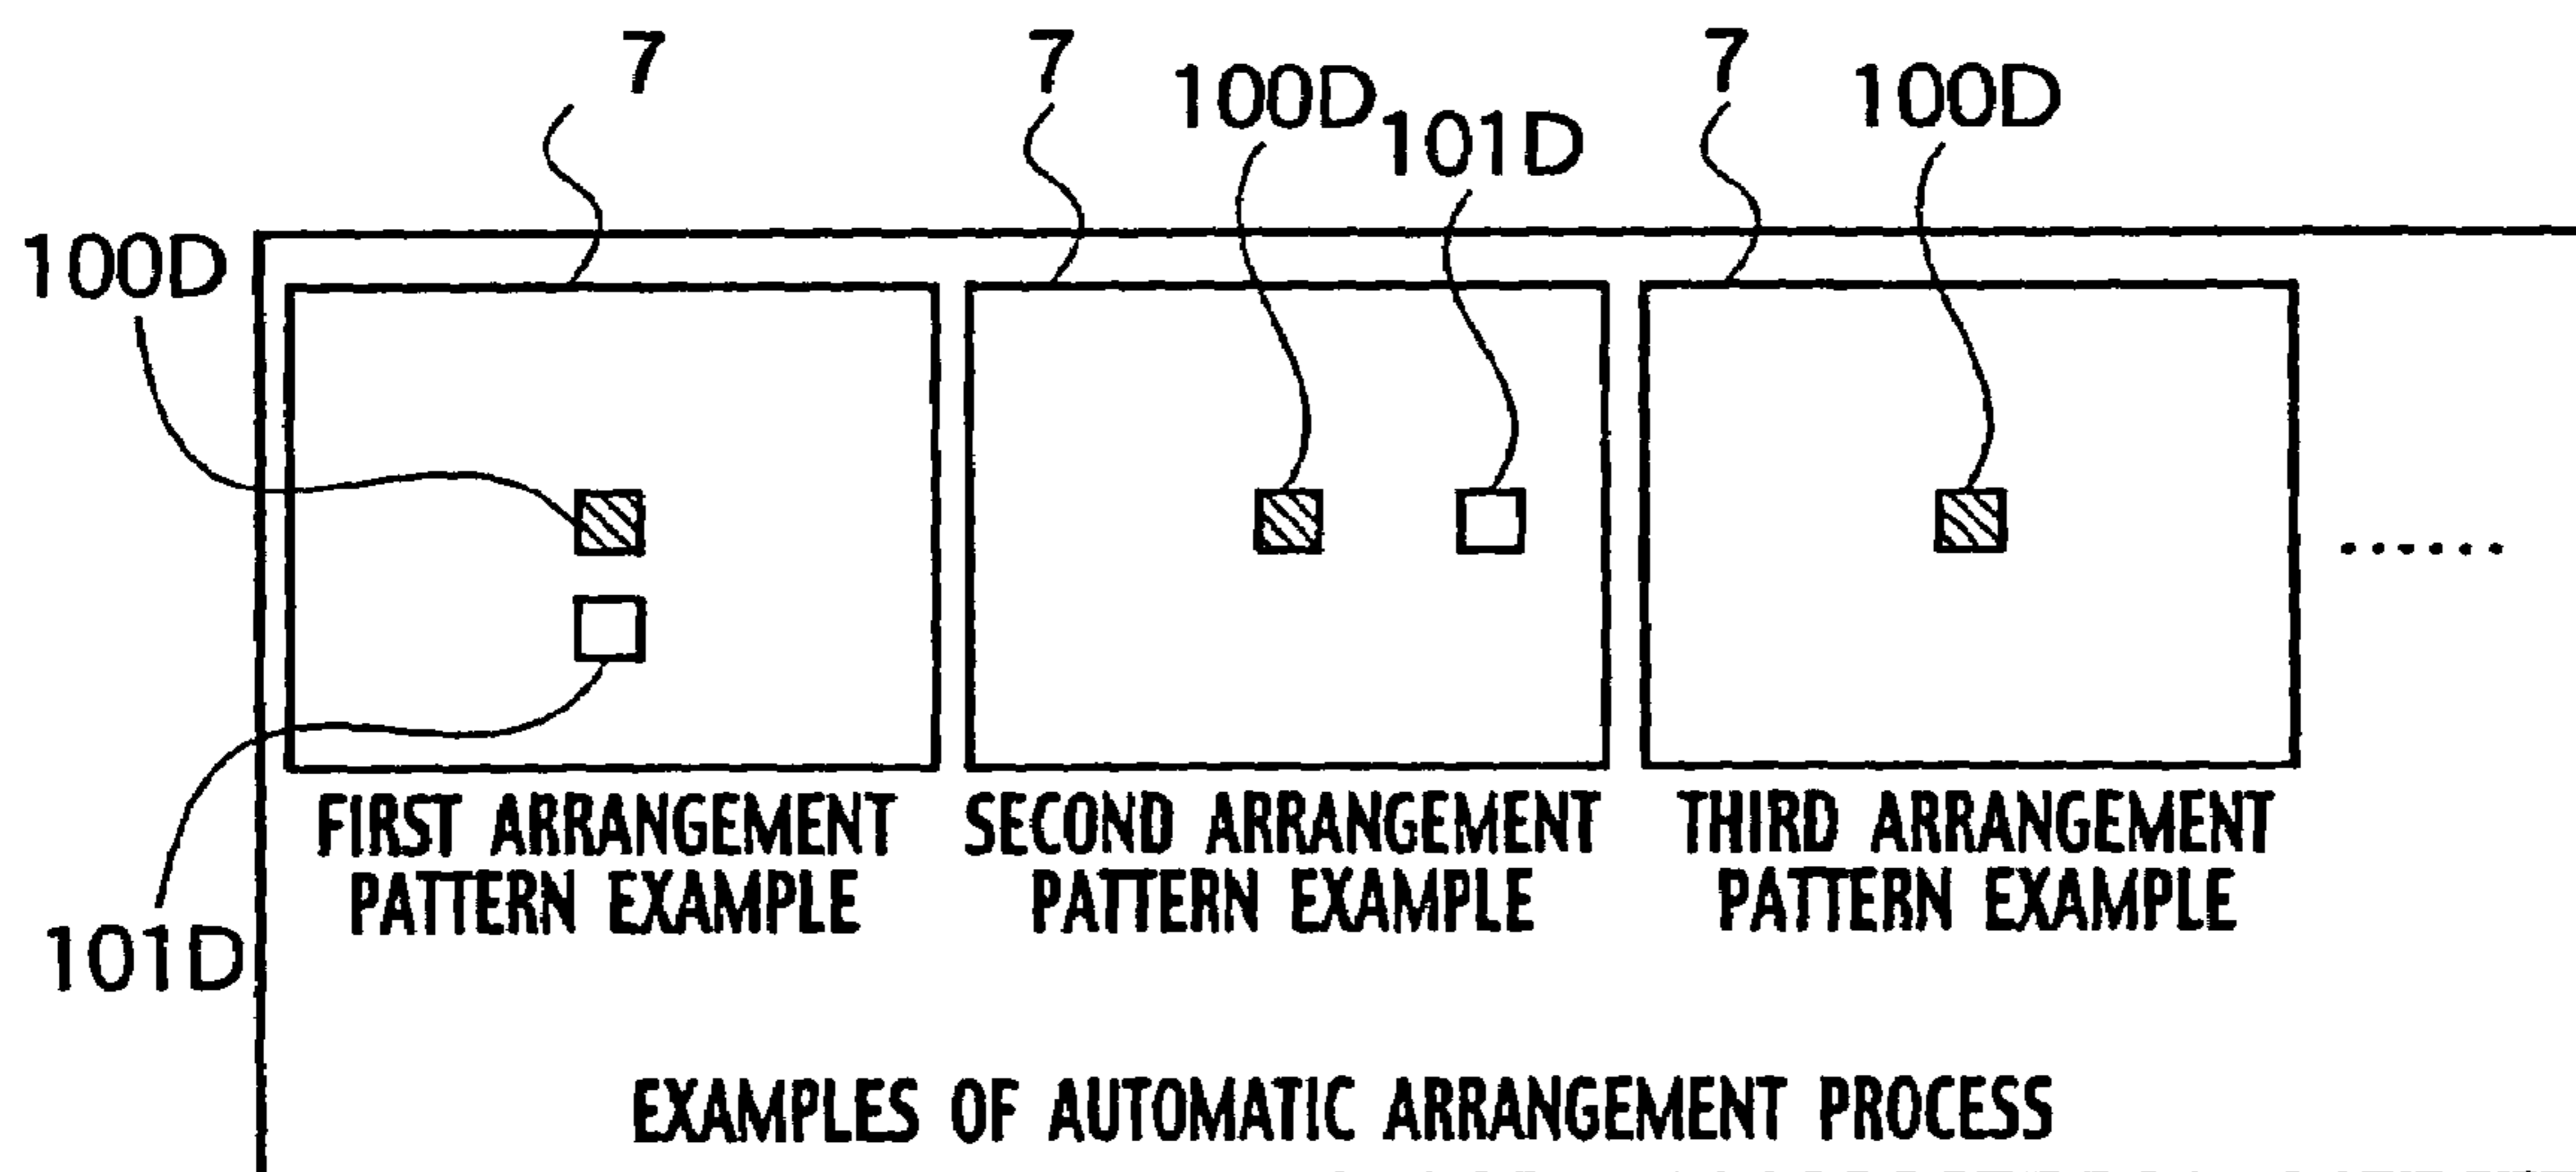 7
7
7
100D
100D
101D
100D
FIRST ARRANGEMENT
PATTERN EXAMPLE
SECOND ARRANGEMENT
PATTERN EXAMPLE
THIRD ARRANGEMENT
PATTERN EXAMPLE
101D
EXAMPLES OF AUTOMATIC ARRANGEMENT PROCESS